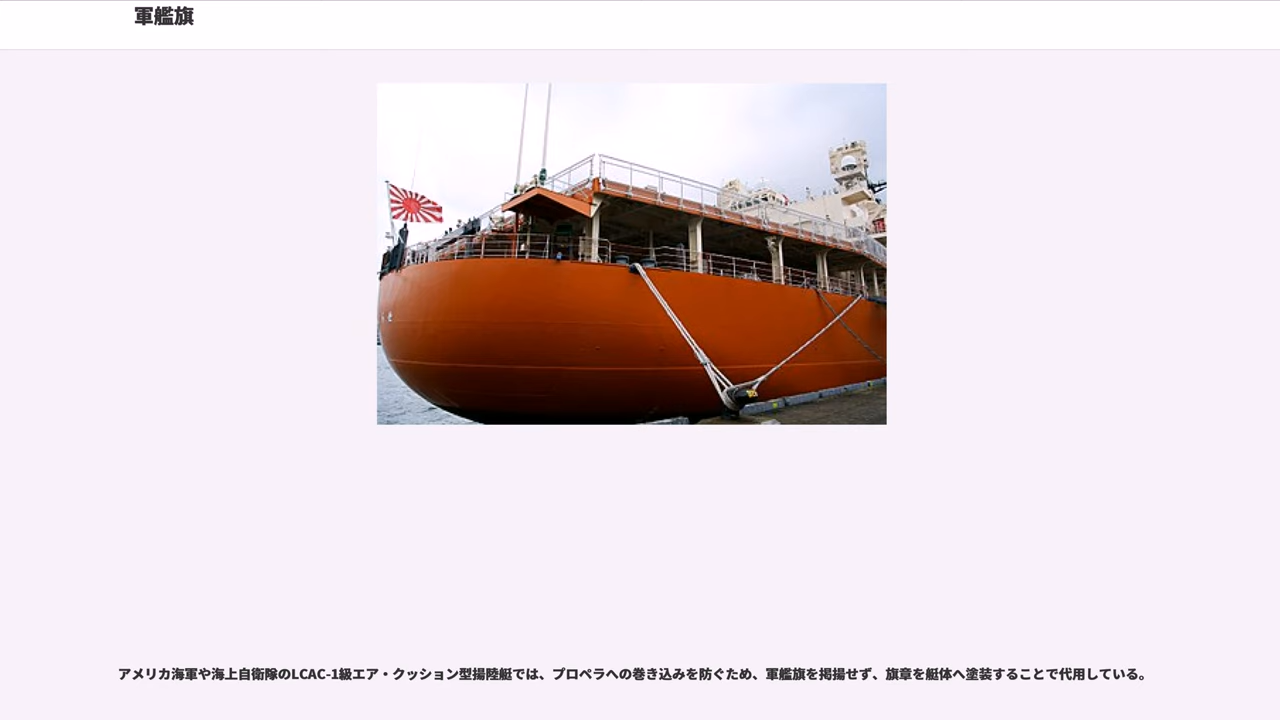 軍艦旗
アメリカ海軍や海上自衛隊のLCAC-1級エア・クッション型揚陸艇では、プロペラへの巻き込みを防ぐため、軍艦旗を掲揚せず、旗章を艇体へ塗装することで代用している。